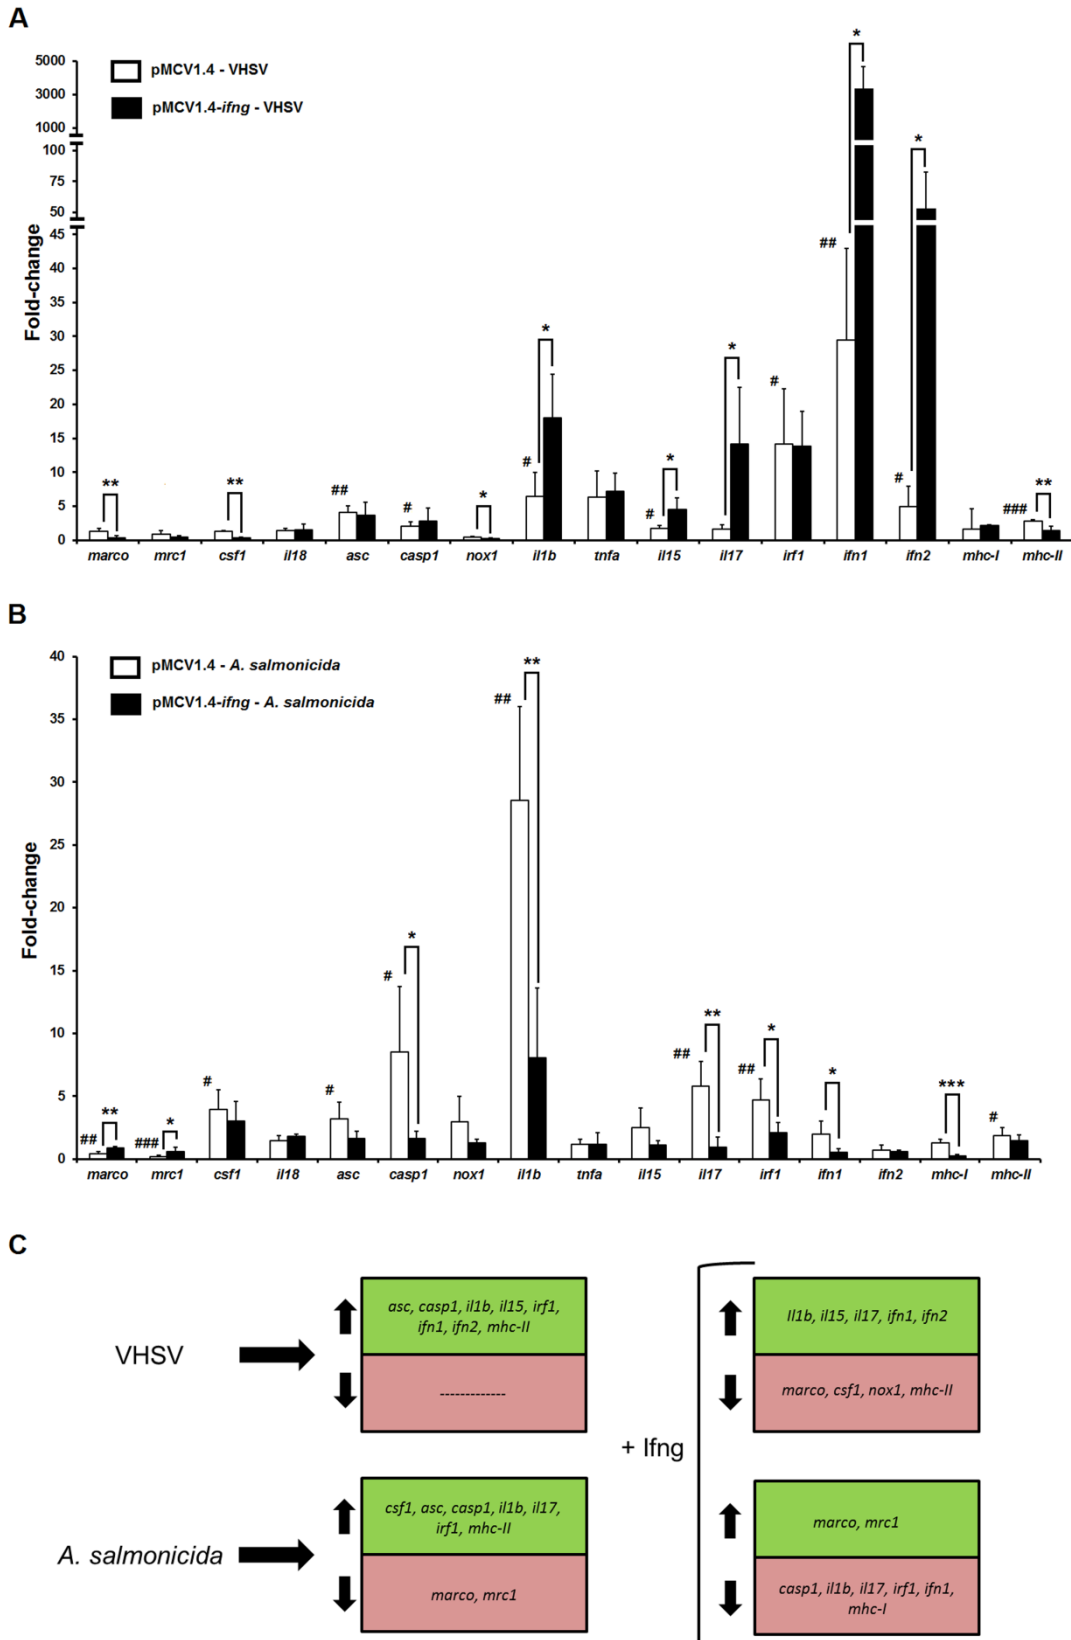 A
5000
3000
1000
100
75
50
45
40
35
30
25
20
15
10
5
0
Fold-change
pMCV1.4 - VHSV
pMCV1.4-ifng - VHSV
** ** ## # * # * # * * # ## * # * ### **
marco mrc1 csf1 il18 asc casp1 nox1 il1b tnfa il15 il17 irf1 ifn1 ifn2 mhc-I mhc-II
B
40
35
30
25
20
15
10
5
0
Fold-change
pMCV1.4 - A. salmonicida
pMCV1.4-ifng - A. salmonicida
## ** ### * # # # * ## ** ## ** ## * * *** #
marco mrc1 csf1 il18 asc casp1 nox1 il1b tnfa il15 il17 irf1 ifn1 ifn2 mhc-I mhc-II
C
VHSV
asc, casp1, il1b, il15, irf1,
ifn1, ifn2, mhc-II
-------------
+ Ifng
Il1b, il15, il17, ifn1, ifn2
marco, csf1, nox1, mhc-II
A. salmonicida
csf1, asc, casp1, il1b, il17,
irf1, mhc-II
marco, mrc1
marco, mrc1
casp1, il1b, il17, irf1, ifn1,
mhc-I